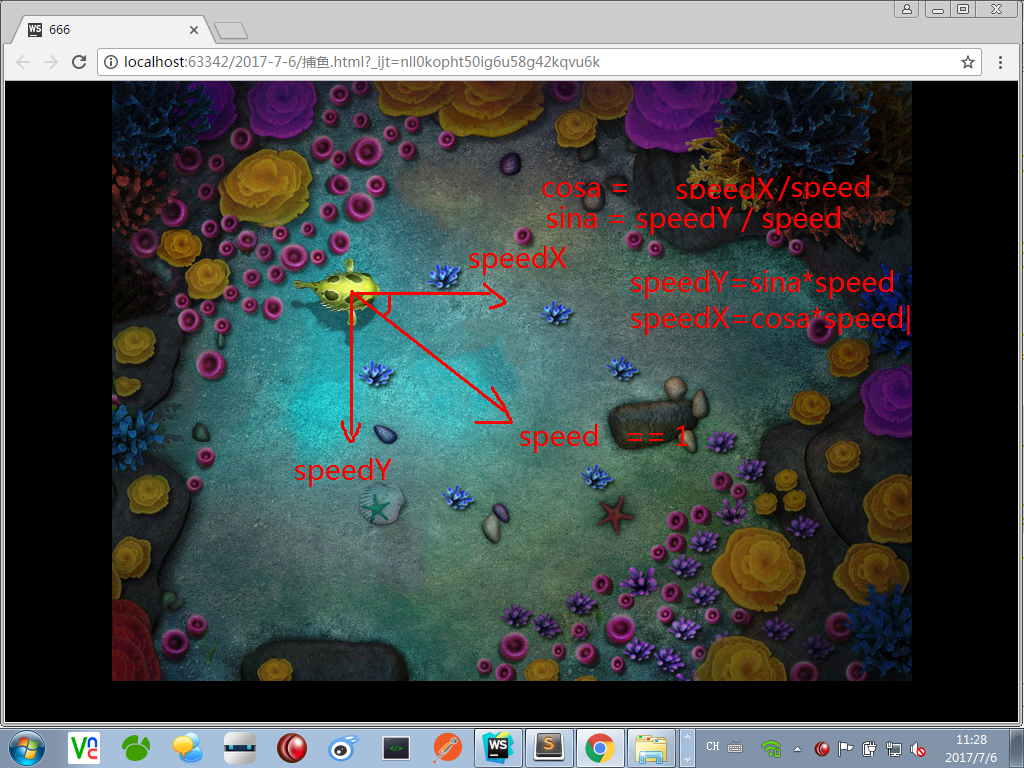 666
localhost:63342/2017-7-6/捕鱼.html?_ijt=nll0kopht50ig6u58g42kqvu6k
cosa = speedX/speed
sina = speedY / speed
speedX
speedY=sina*speed
speedX=cosa*speed
speed == 1
speedY
CH
11:28
2017/7/6